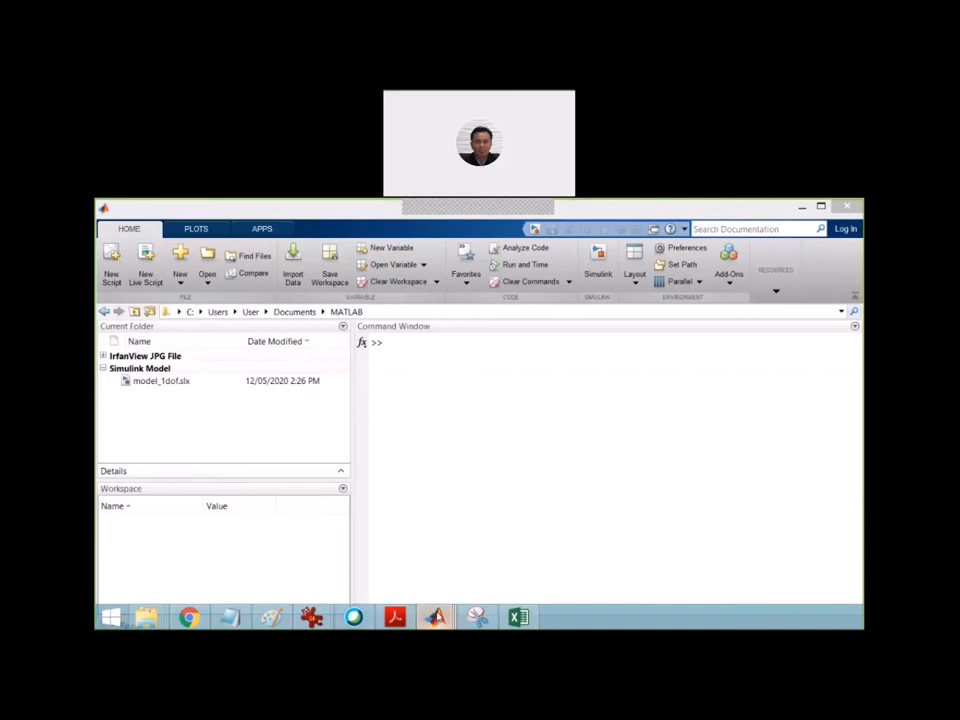 HOME PLOTS APPS Search Documentation Log In
New Script New Live Script New Open Find Files Compare Import Data Save Workspace New Variable Open Variable Clear Workspace Favorites Analyze Code Run and Time Clear Commands Simulink Layout Preferences Set Path Parallel Add-Ons RESOURCES
FILE VARIABLE CODE SIMULINK ENVIRONMENT
C: Users User Documents MATLAB
Current Folder
Name Date Modified
IrfanView JPG File
Simulink Model
model_1dof.slx 12/05/2020 2:26 PM
Details
Workspace
Name Value
Command Window
fx >>